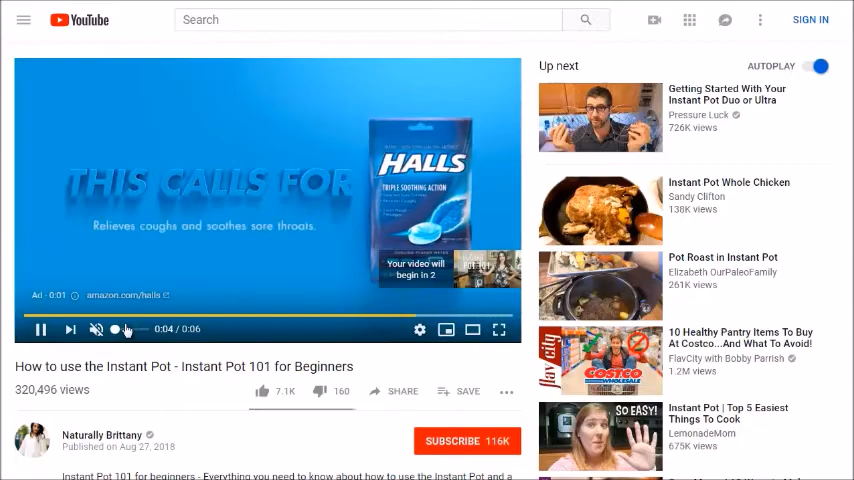 YouTube
Search
SIGN IN
THIS CALLS FOR
Relieves coughs and soothes sore throats.
HALLS
TRIPLE SOOTHING ACTION
Your video will
begin in 2
Ad · 0:01
amazon.com/halls
0:04 / 0:06
How to use the Instant Pot - Instant Pot 101 for Beginners
320,496 views
7.1K
160
SHARE
SAVE
Naturally Brittany
Published on Aug 27, 2018
SUBSCRIBE 116K
Instant Pot 101 for beginners - Everything you need to know about how to use the Instant Pot and a
Up next
AUTOPLAY
Getting Started With Your
Instant Pot Duo or Ultra
Pressure Luck
726K views
Instant Pot Whole Chicken
Sandy Clifton
138K views
Pot Roast in Instant Pot
Elizabeth OurPaleoFamily
261K views
flav city
COSTCO
WHOLESALE
10 Healthy Pantry Items To Buy
At Costco...And What To Avoid!
FlavCity with Bobby Parrish
1.2M views
SO EASY!
Instant Pot | Top 5 Easiest
Things To Cook
LemonadeMom
675K views